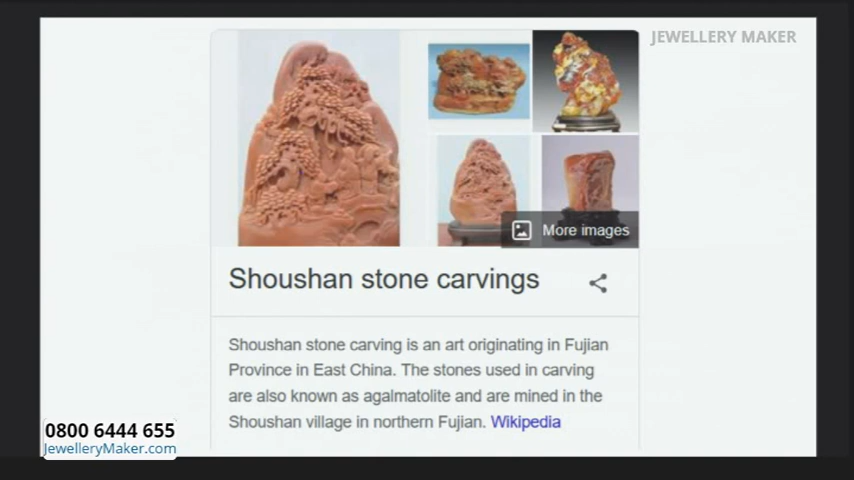 JEWELLERY MAKER
More images
Shoushan stone carvings
Shoushan stone carving is an art originating in Fujian
Province in East China. The stones used in carving
are also known as agalmatolite and are mined in the
Shoushan village in northern Fujian. Wikipedia
0800 6444 655
JewelleryMaker.com